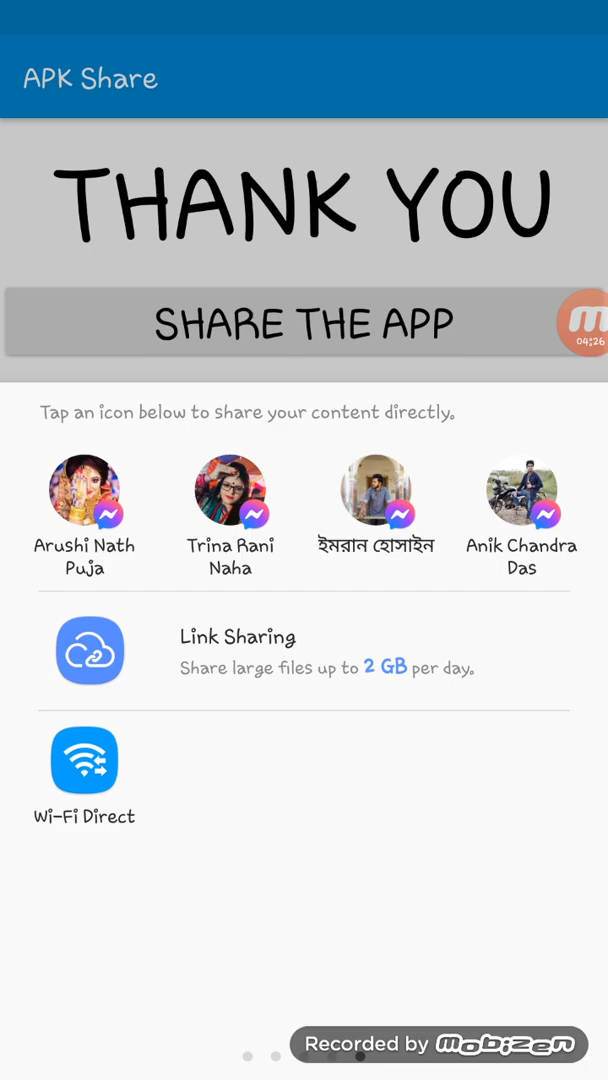 APK Share
THANK YOU
SHARE THE APP
04:26
Tap an icon below to share your content directly.
Arushi Nath
Puja
Trina Rani
Naha
ইমরান হোসাইন
Anik Chandra
Das
Link Sharing
Share large files up to 2 GB per day.
Wi-Fi Direct
Recorded by mobizen